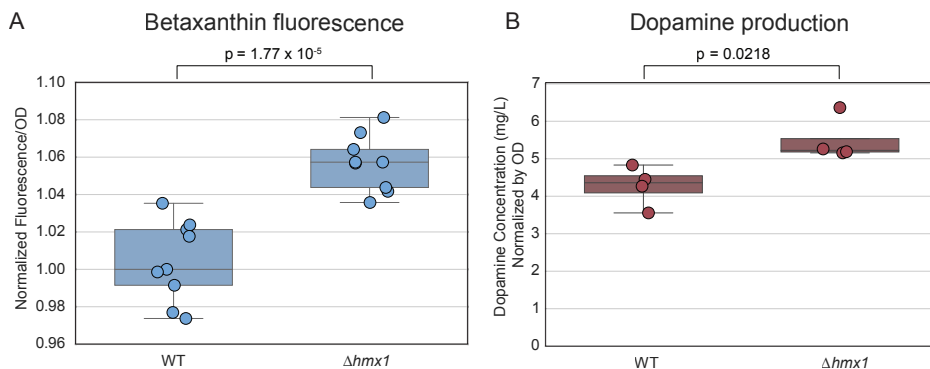 A
Betaxanthin fluorescence
p = 1.77 x 10⁻⁵
Normalized Fluorescence/OD
1.10
1.08
1.06
1.04
1.02
1.00
0.98
0.96
WT
Δhmx1
B
Dopamine production
p = 0.0218
Dopamine Concentration (mg/L)
Normalized by OD
7
6
5
4
3
2
1
0
WT
Δhmx1